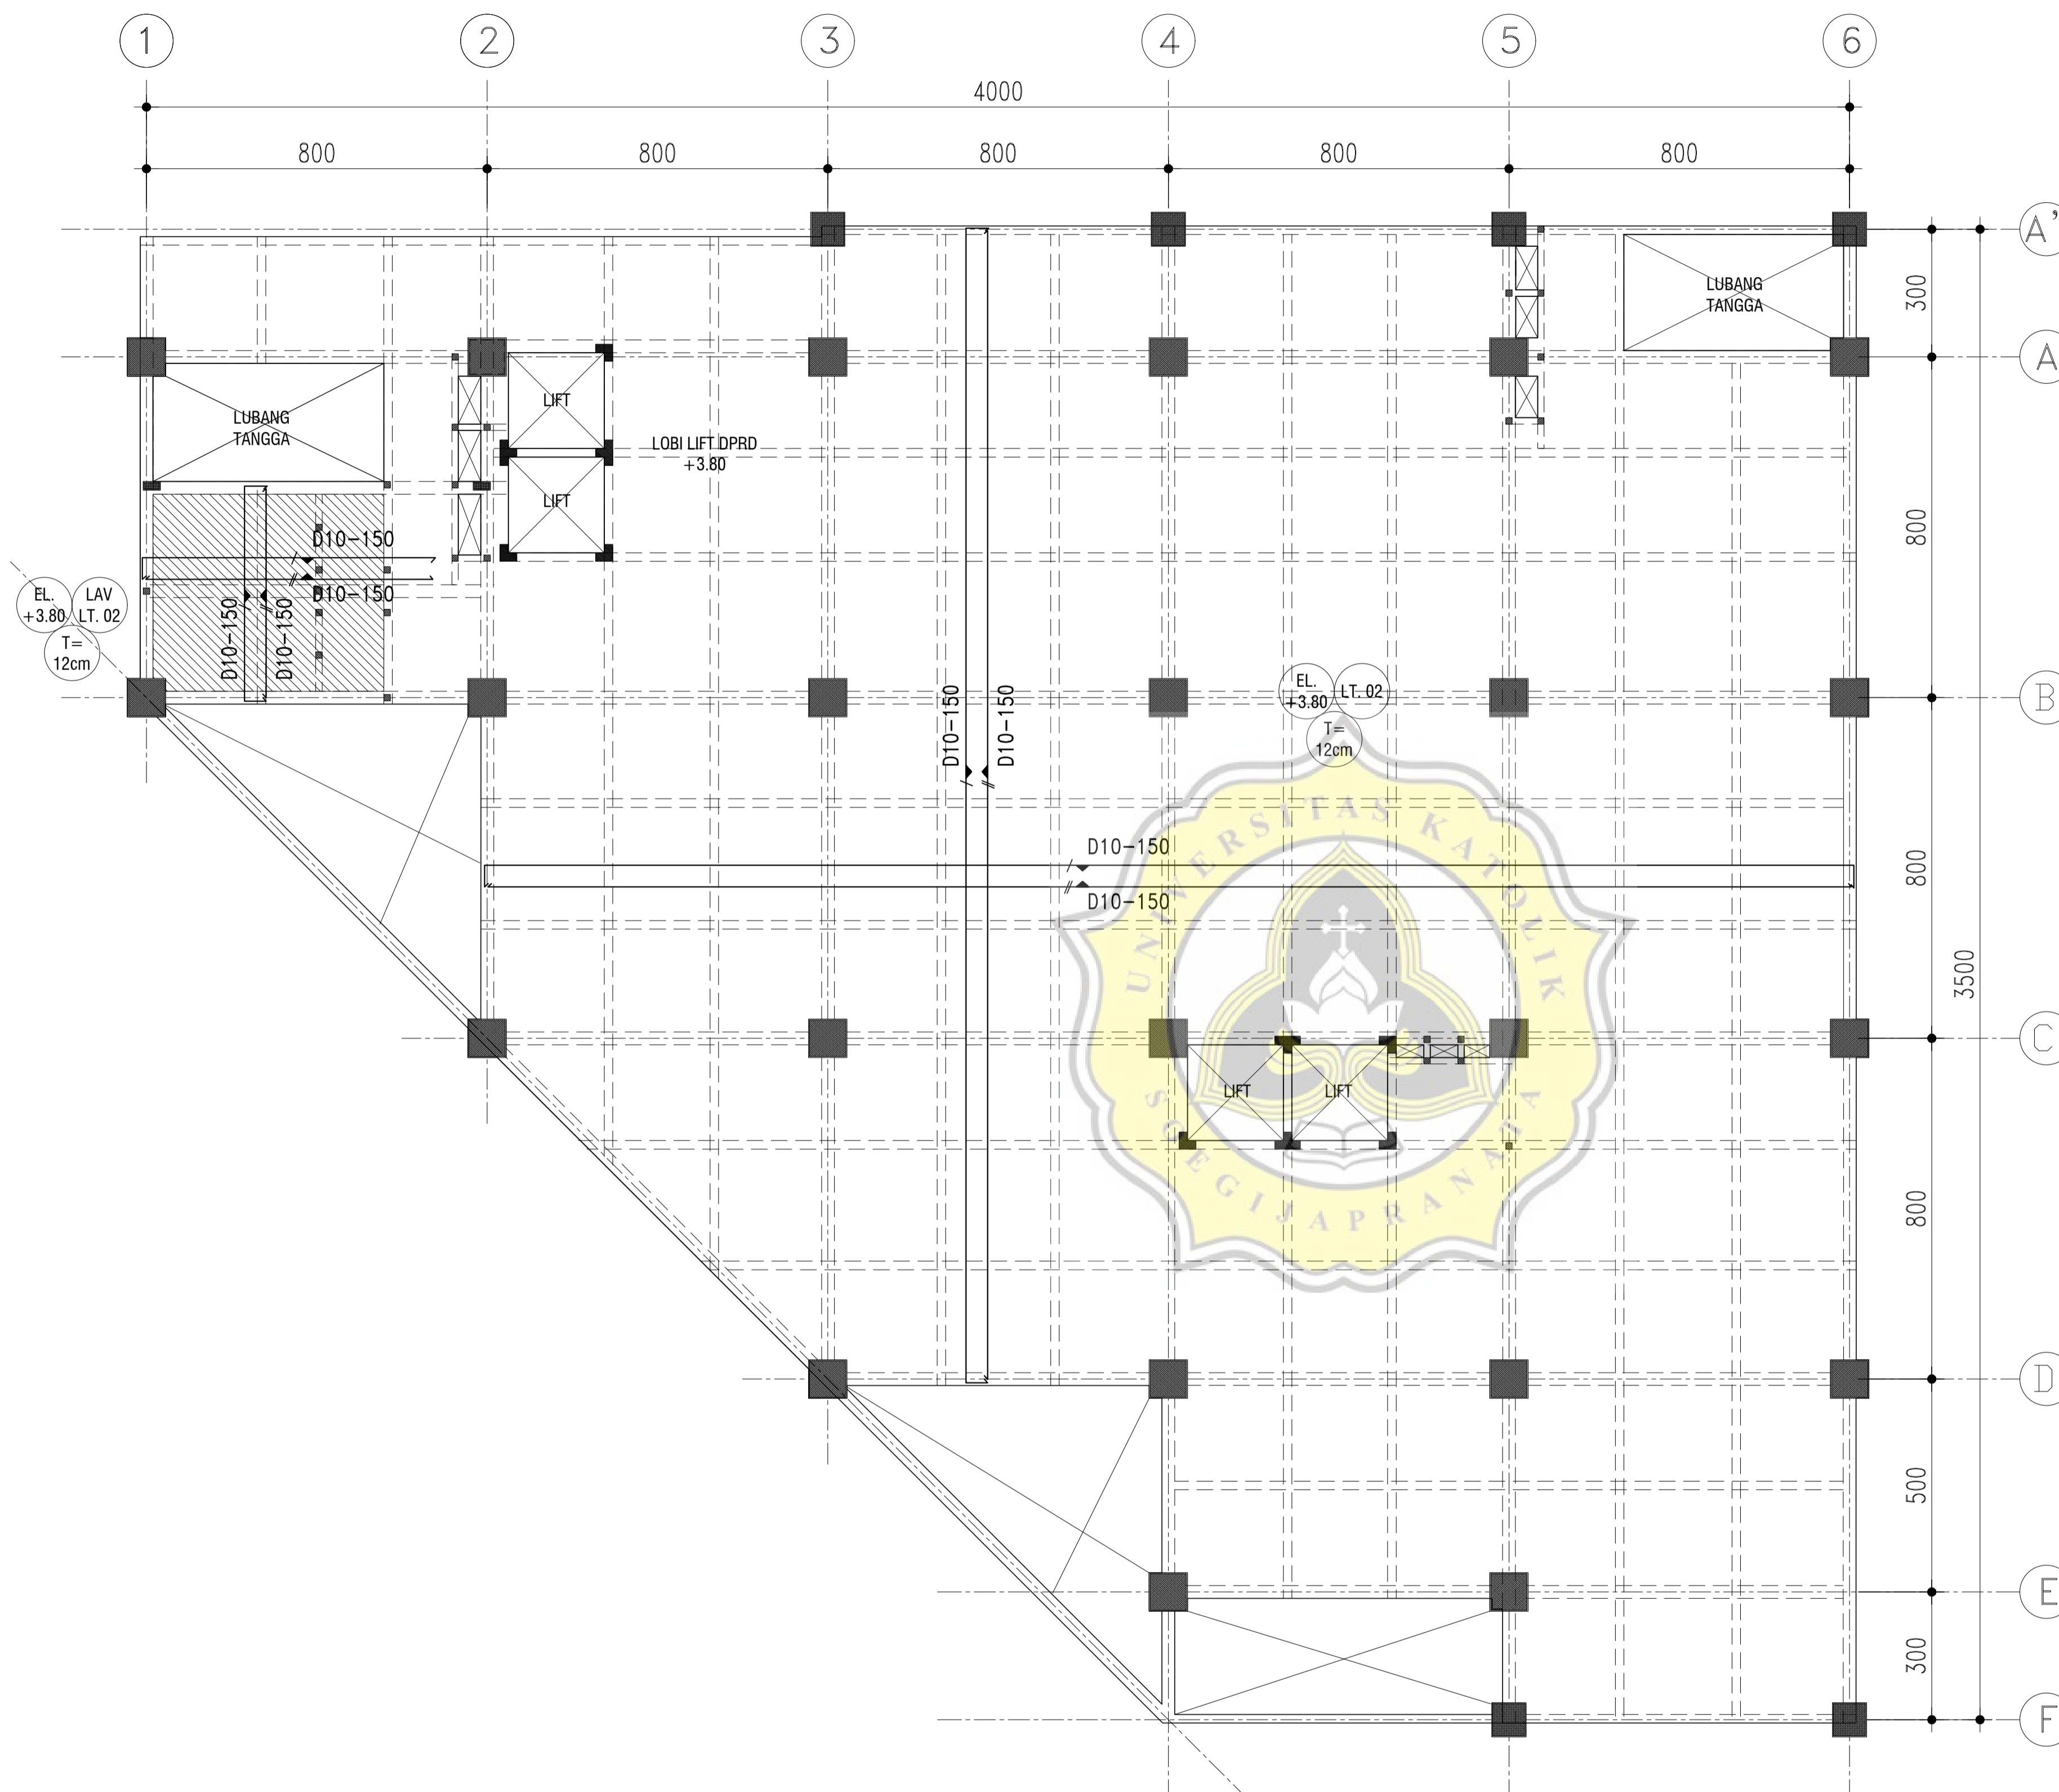 1
2
3
4
5
6
4000
800
800
800
800
800
A'
300
LUBANG
TANGGA
A
LUBANG
TANGGA
LIFT
LOBI LIFT DPRD
+3.80
LIFT
800
D10-150
D10-150
D10-150
D10-150
EL.
+3.80
LAV
LT. 02
T=
12cm
B
EL.
+3.80
LT. 02
T=
12cm
D10-150
D10-150
D10-150
D10-150
800
3500
UNIVERSITAS KATOLIK
SOEGIJAPRANATA
C
LIFT
LIFT
800
D
500
E
300
F